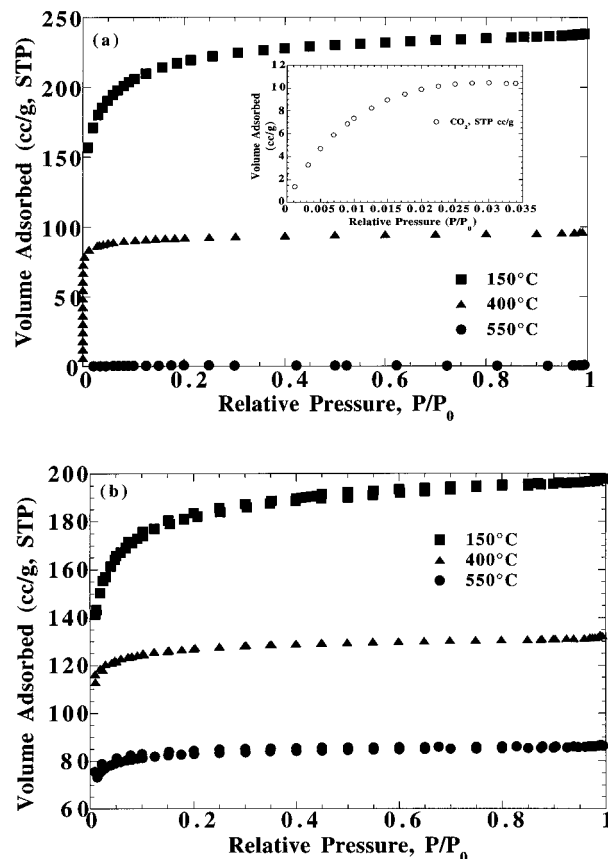 (a)
Volume Adsorbed (cc/g, STP)
250
200
150
100
50
0
Volume Adsorbed
(cc/g)
12
10
8
6
4
2
0
CO2, STP cc/g
0.005 0.01 0.015 0.02 0.025 0.03 0.035
Relative Pressure (P/P0)
150°C
400°C
550°C
0 0.2 0.4 0.6 0.8 1
Relative Pressure, P/P0
(b)
Volume Adsorbed (cc/g, STP)
200
180
160
140
120
100
80
60
150°C
400°C
550°C
0 0.2 0.4 0.6 0.8 1
Relative Pressure, P/P0